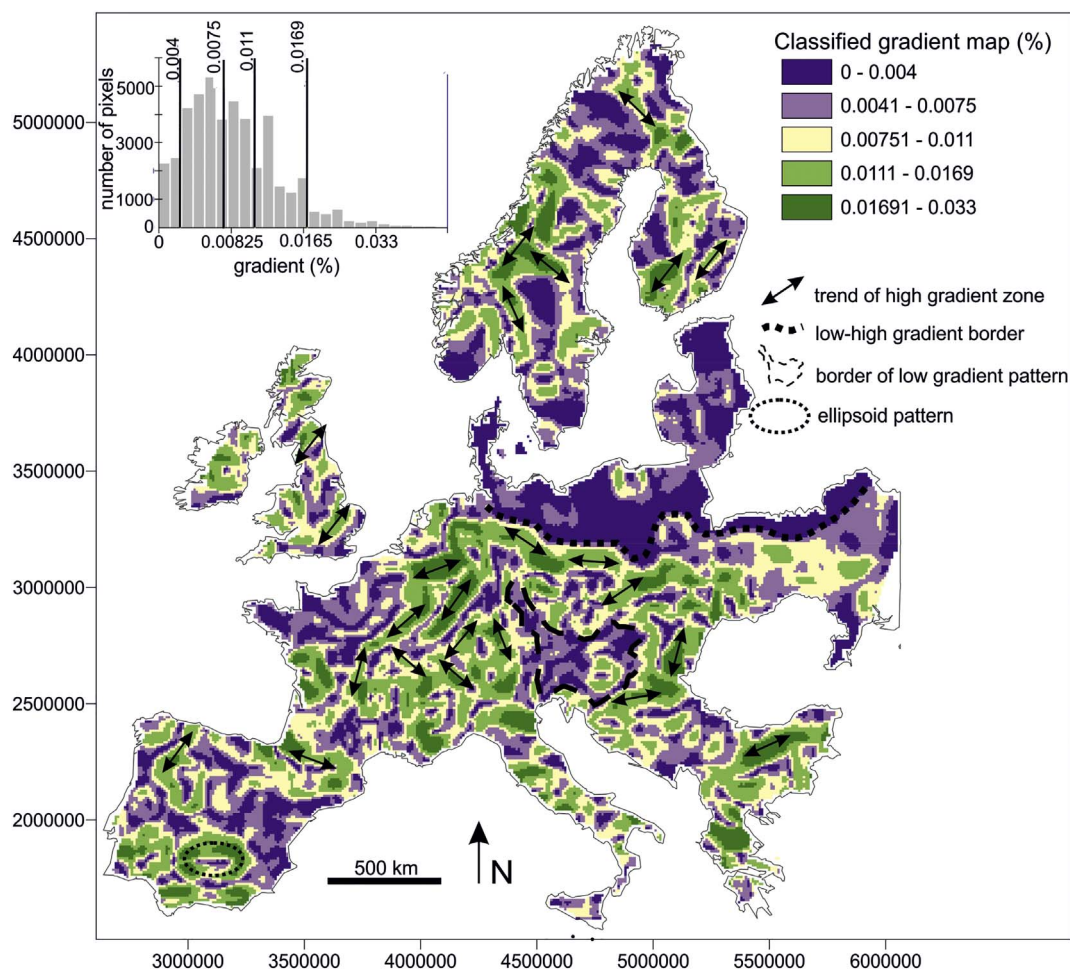 0.004
0.0075
0.011
0.0169
number of pixels
5000
3000
1000
0
0
0.00825
0.0165
0.033
gradient (%)
Classified gradient map (%)
0 - 0.004
0.0041 - 0.0075
0.00751 - 0.011
0.0111 - 0.0169
0.01691 - 0.033
trend of high gradient zone
low-high gradient border
border of low gradient pattern
ellipsoid pattern
5000000
4500000
4000000
3500000
3000000
2500000
2000000
500 km
N
3000000
3500000
4000000
4500000
5000000
5500000
6000000